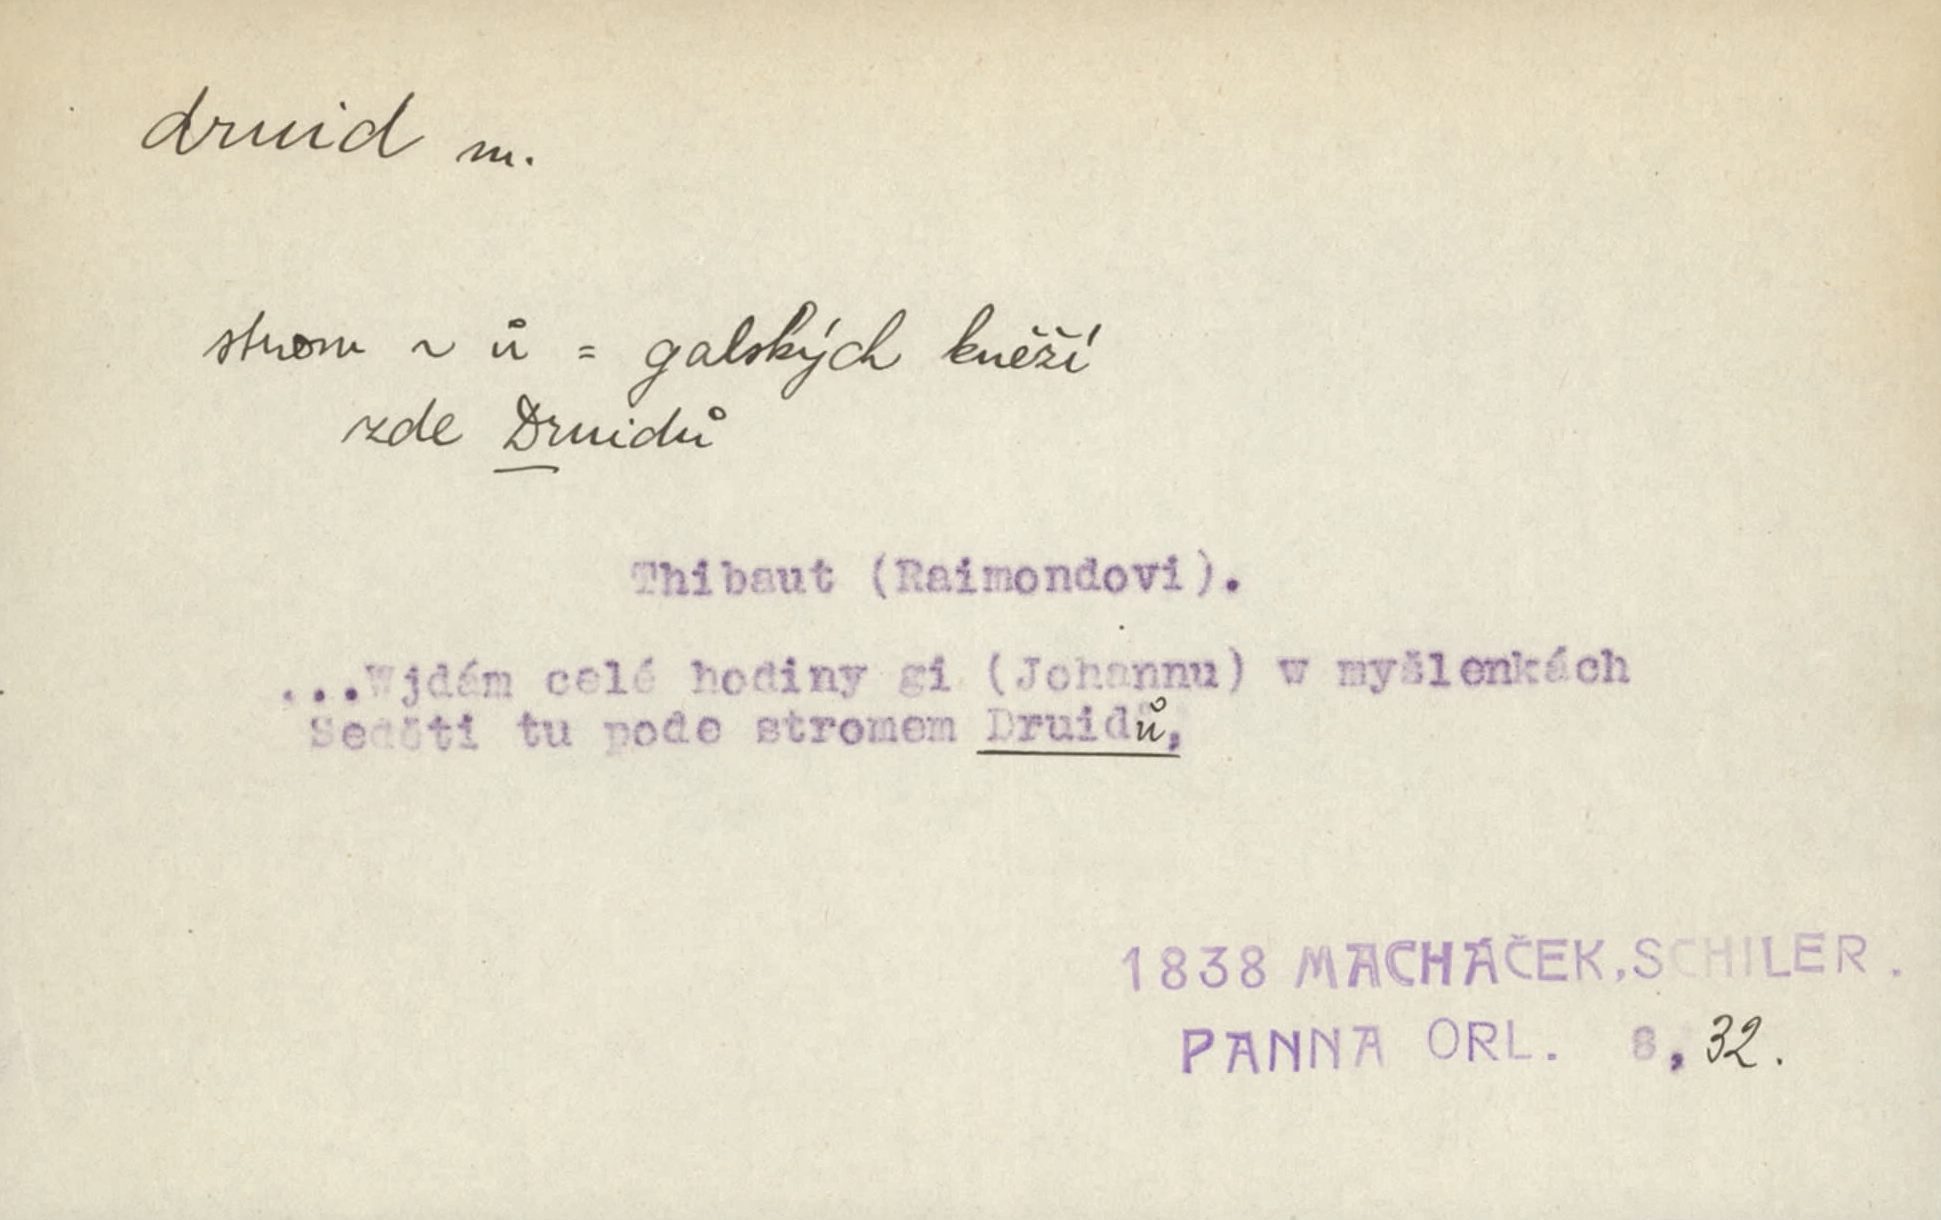 druid m.
strom ~ ů = galských kněží
zde Druidů
Thibaut (Raimondovi).
...Wjdám celé hodiny gi (Johannu) w myšlenkách
Seděti tu pode stromem Druidů,
1838 MACHÁČEK,SCHILER.
PANNA ORL. 8,32.